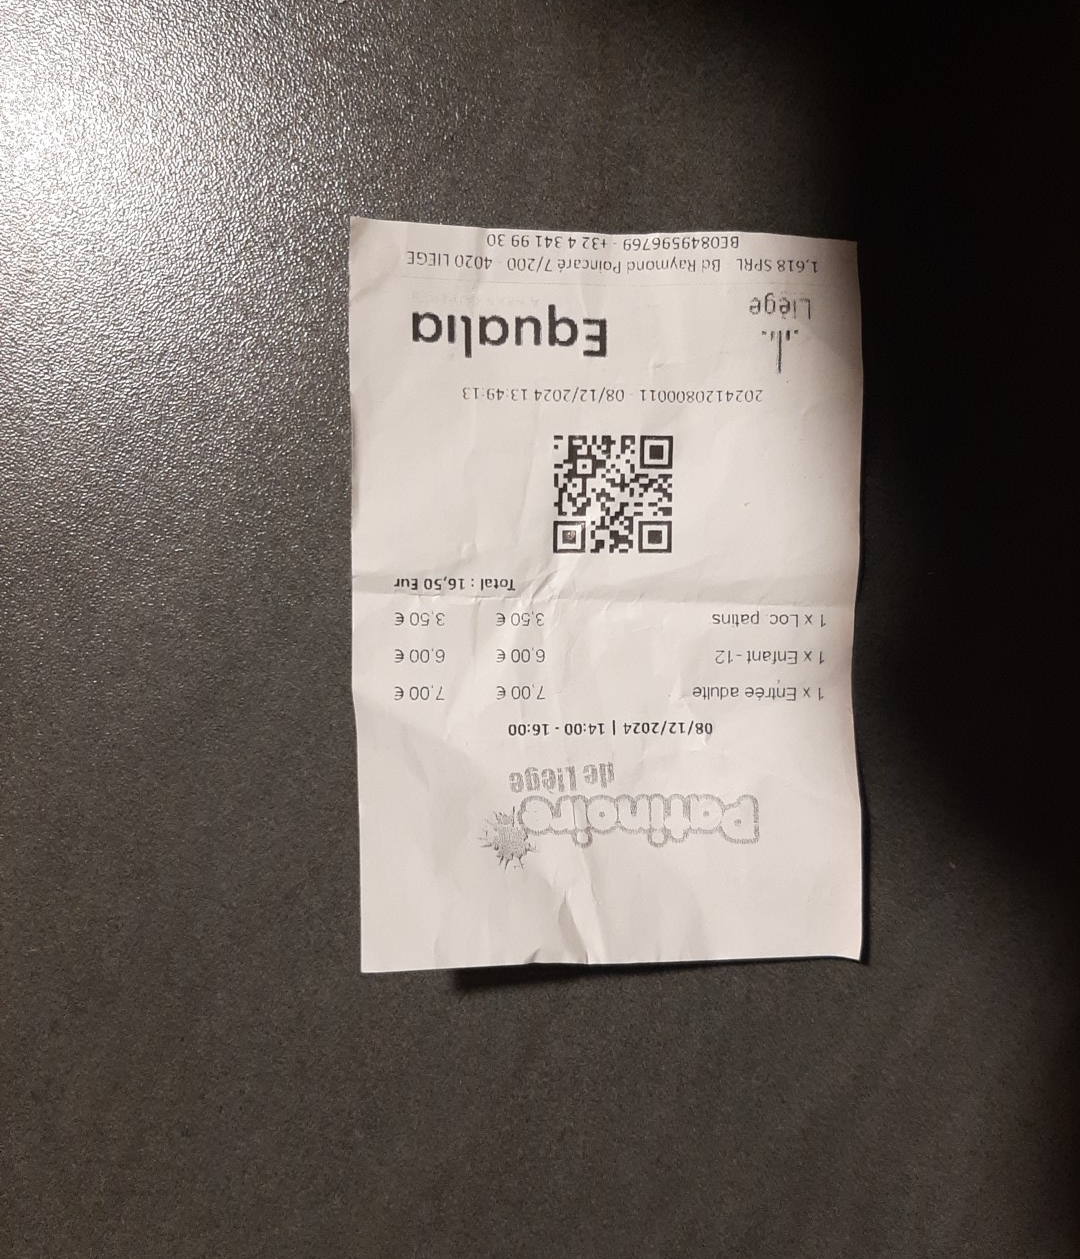 Patinoire
de Liège
08/12/2024 | 14:00 - 16:00
1 x Entrée adulte 7,00 € 7,00 €
1 x Enfant -12 6,00 € 6,00 €
1 x Loc. patins 3,50 € 3,50 €
Total : 16,50 Eur
2024120800011 - 08/12/2024 13:49:13
Liège
Equalia
1,618 SPRL - Bd Raymond Poincaré 7/200 - 4020 LIEGE
BE0849596769 - +32 4 341 99 30